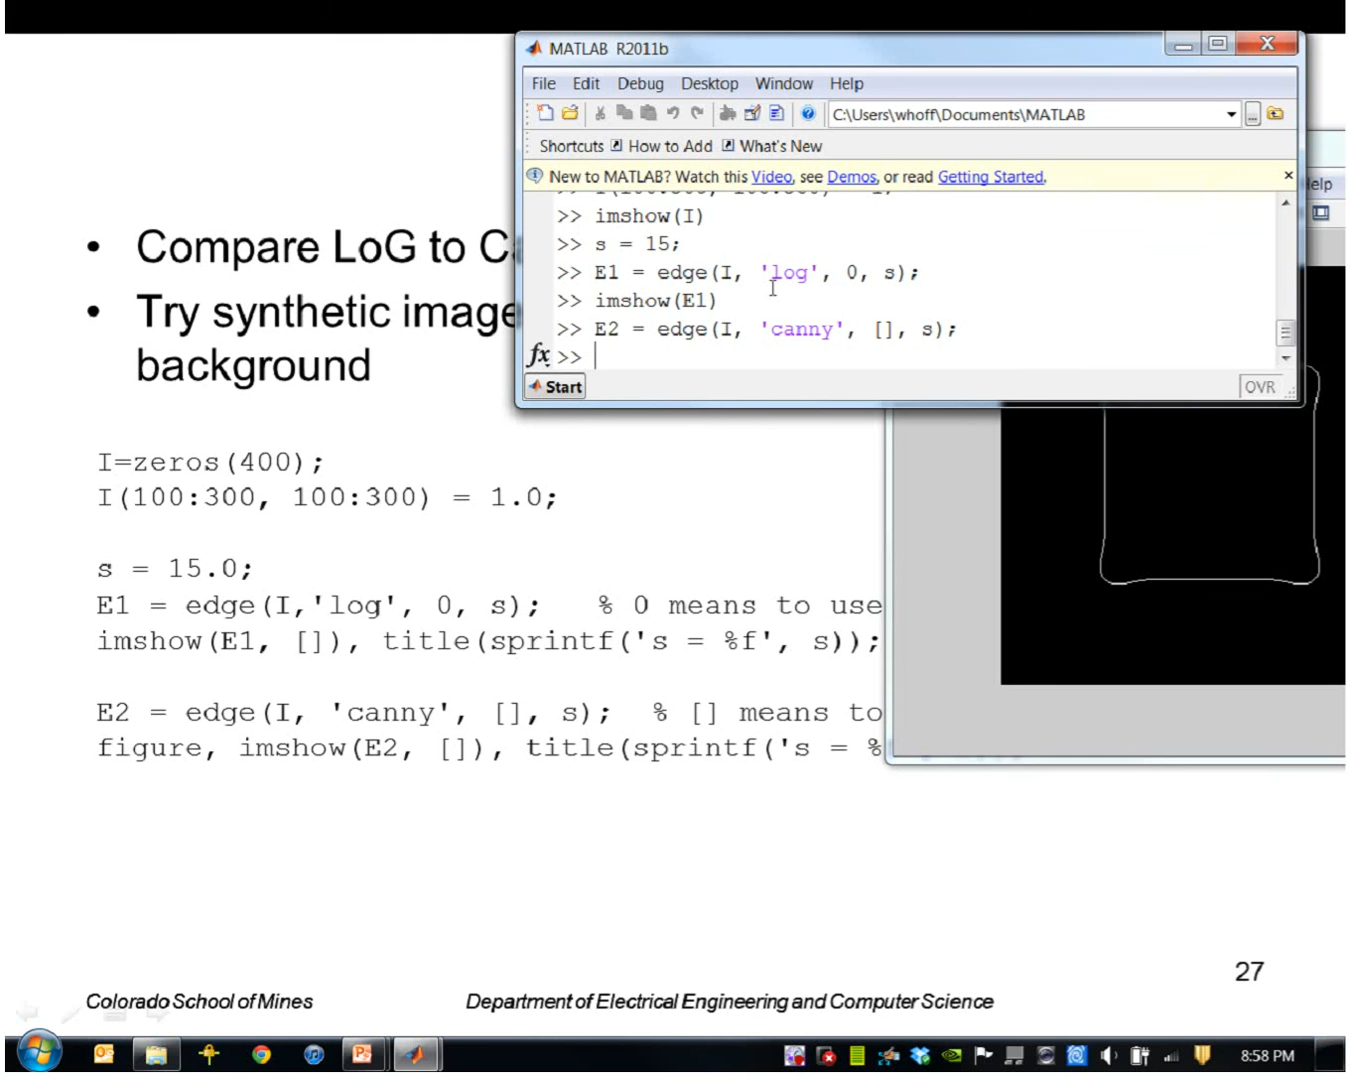 MATLAB R2011b
File Edit Debug Desktop Window Help
C:\Users\whoff\Documents\MATLAB
Shortcuts How to Add What's New
New to MATLAB? Watch this Video, see Demos, or read Getting Started.
>> imshow(I)
>> s = 15;
>> E1 = edge(I, 'log', 0, s);
>> imshow(E1)
>> E2 = edge(I, 'canny', [], s);
fx >>
Start
OVR
elp
• Compare LoG to C
• Try synthetic image
background
I=zeros(400);
I(100:300, 100:300) = 1.0;
s = 15.0;
E1 = edge(I,'log', 0, s); % 0 means to use
imshow(E1, []), title(sprintf('s = %f', s));
E2 = edge(I, 'canny', [], s); % [] means to
figure, imshow(E2, []), title(sprintf('s = %
27
Colorado School of Mines
Department of Electrical Engineering and Computer Science
8:58 PM